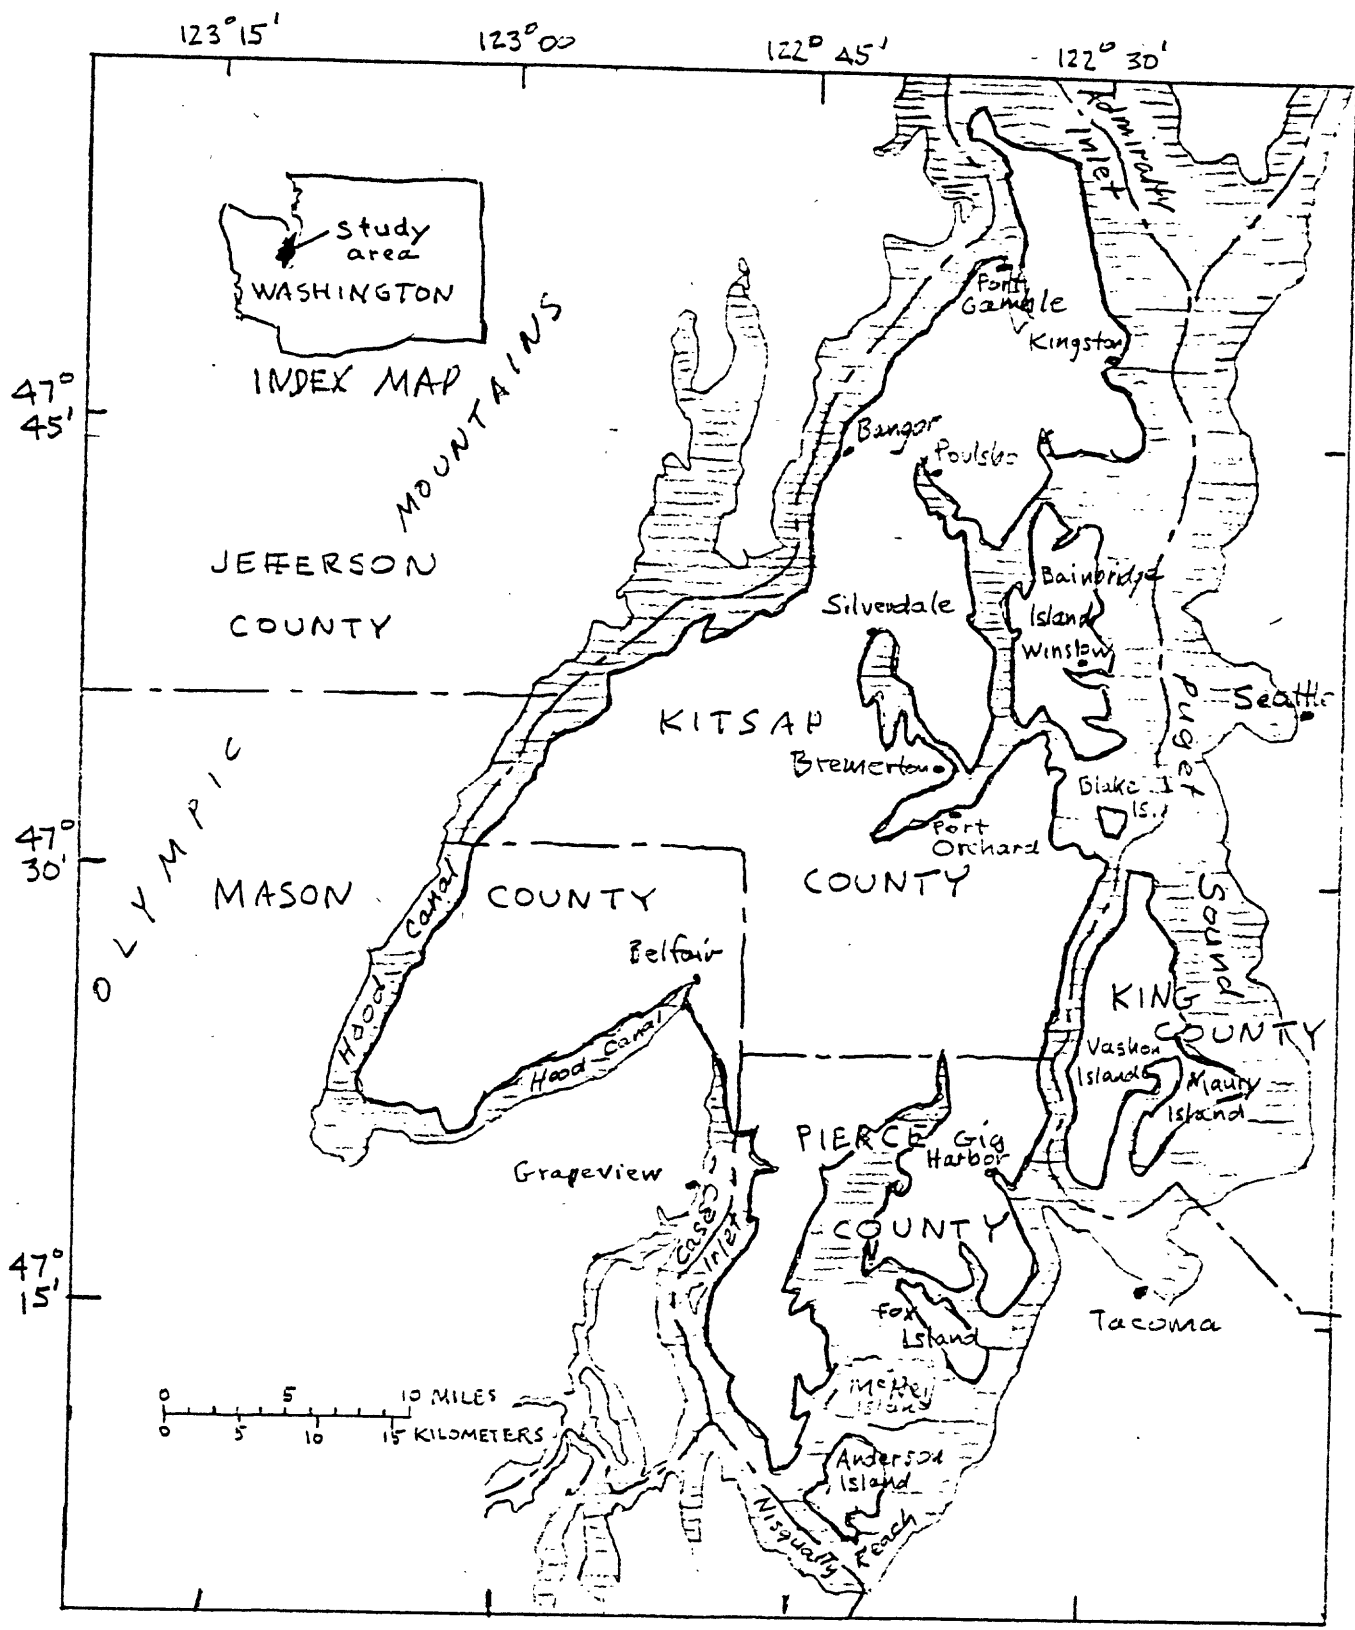 123° 15'
123° 00
122° 45'
122° 30'
Admiralty
Inlet
study
area
WASHINGTON
INDEX MAP
MOUNTAINS
Port
Gamble
Kingston
47°
45'
Bangor
Poulsbo
JEFFERSON
COUNTY
Bainbridge
Island
Winslow
Silverdale
KITSAP
Puget
Seattle
Bremerton
Blake
Is.
Port
Orchard
47°
30'
OLYMPIC
MASON COUNTY
COUNTY
Canal
Sound
Belfair
Hood
Hood Canal
KING
COUNTY
Vashon
Island
Maury
Island
PIERCE
Gig
Harbor
Grapeview
Case
Inlet
COUNTY
47°
15'
Fox
Island
Tacoma
0 5 10 MILES
0 5 10 15 KILOMETERS
McNeil
Island
Anderson
Island
Nisqually
Reach